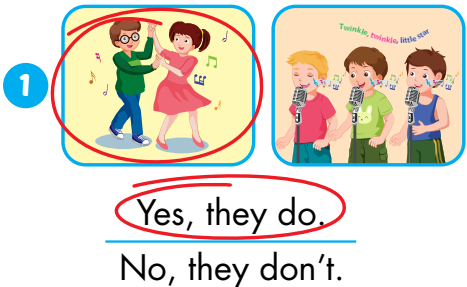 1
Twinkle, twinkle, little star
Yes, they do.
No, they don't.